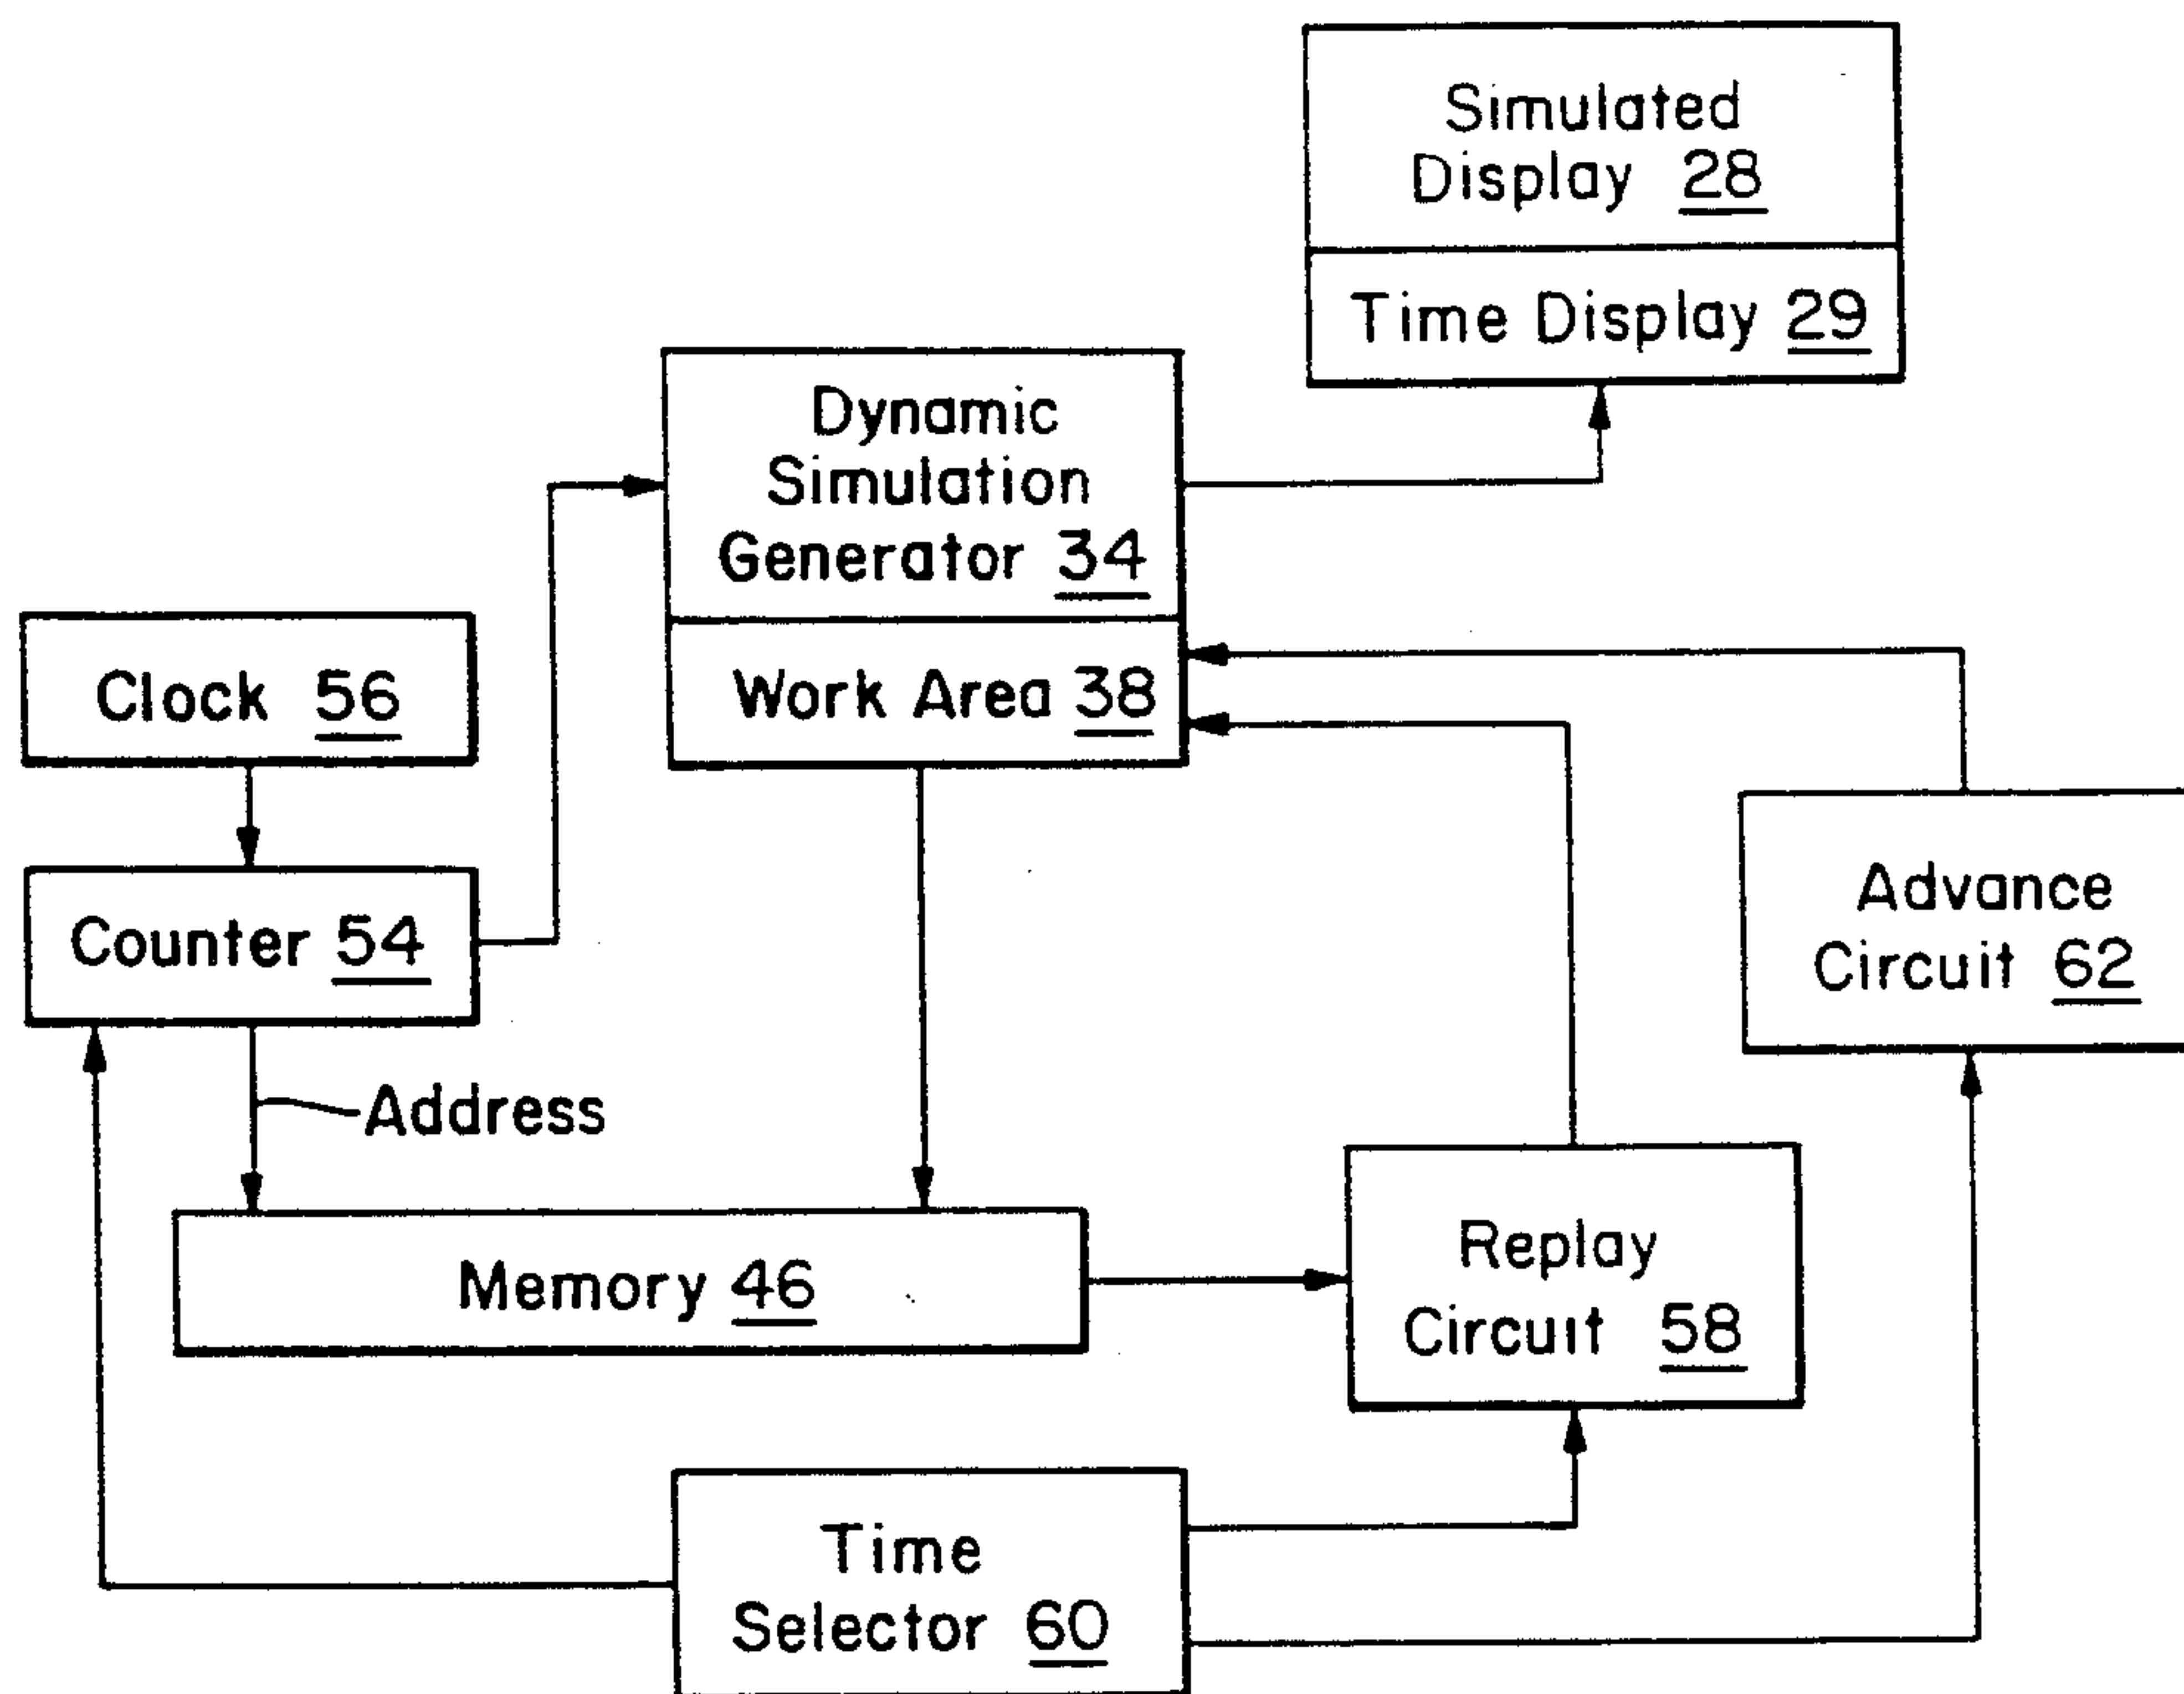 Simulated
Display 28
Time Display 29
Dynamic
Simulation
Generator 34
Work Area 38
Clock 56
Counter 54
Address
Advance
Circuit 62
Memory 46
Replay
Circuit 58
Time
Selector 60